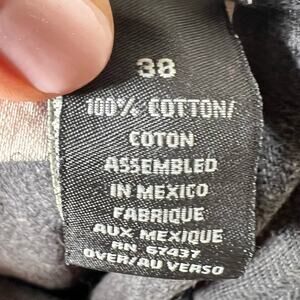 38
100% COTTON/
COTON
ASSEMBLED
IN MEXICO
FABRIQUE
AUX MEXIQUE
RN 67437
OVER/AU VERSO